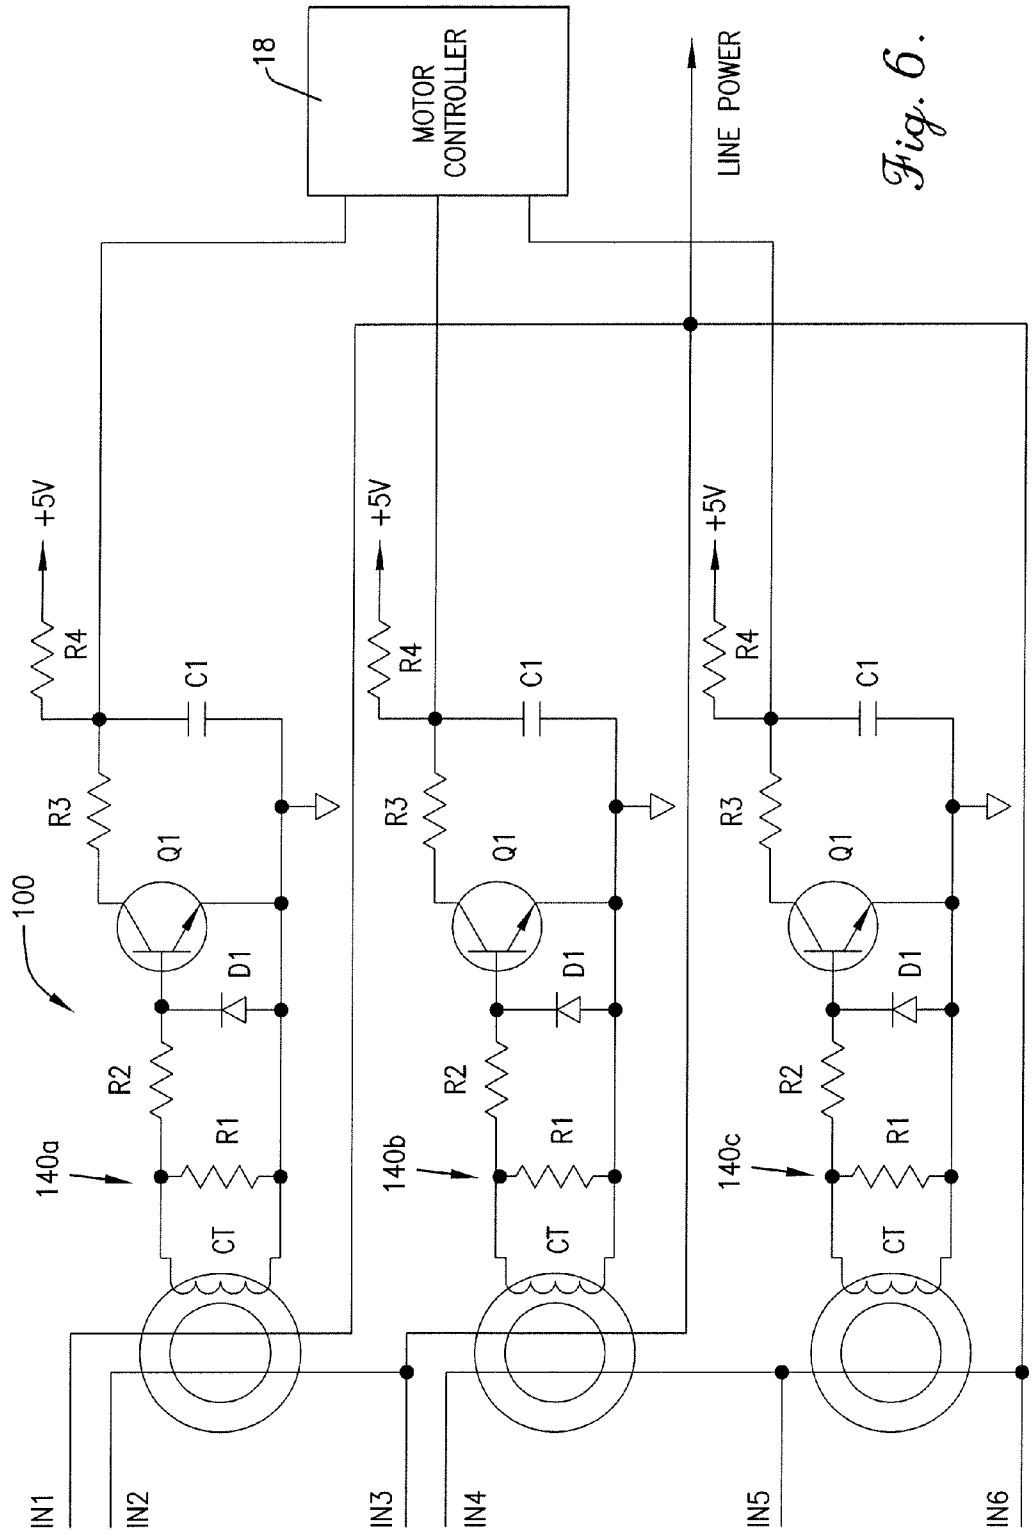 100
18
MOTOR
CONTROLLER
140a
CT
R1
R2
D1
Q1
R3
C1
R4
+5V
140b
CT
R1
R2
D1
Q1
R3
C1
R4
+5V
140c
CT
R1
R2
D1
Q1
R3
C1
R4
+5V
IN1
IN2
IN3
IN4
IN5
IN6
LINE POWER
Fig. 6.